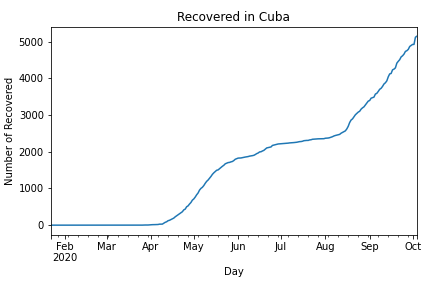 Recovered in Cuba
Number of Recovered
5000
4000
3000
2000
1000
0
Feb Mar Apr May Jun Jul Aug Sep Oct
2020
Day